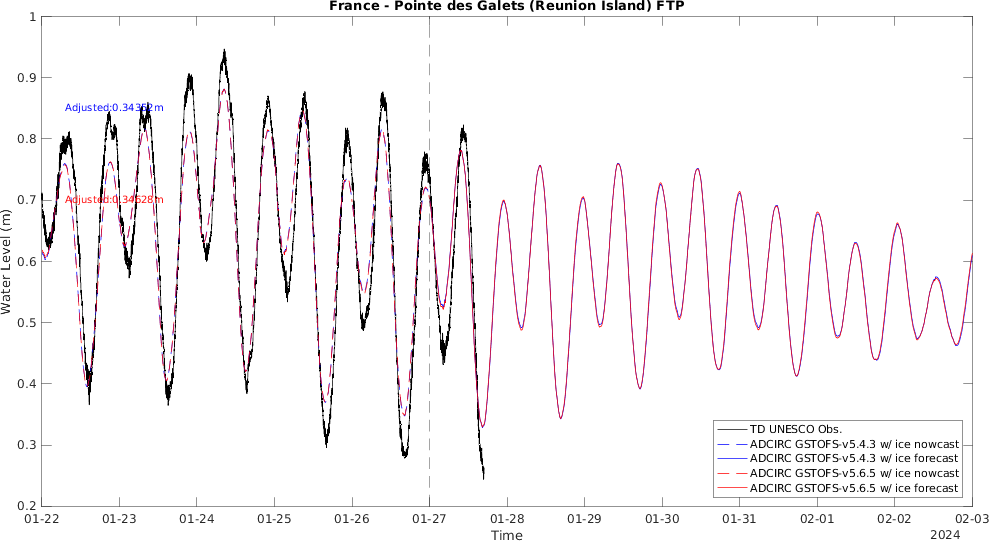 France - Pointe des Galets (Reunion Island) FTP
1
0.9
0.8
0.7
0.6
0.5
0.4
0.3
0.2
Water Level (m)
Adjusted:0.34352m
Adjusted:0.34628m
TD UNESCO Obs.
ADCIRC GSTOFS-v5.4.3 w/ ice nowcast
ADCIRC GSTOFS-v5.4.3 w/ ice forecast
ADCIRC GSTOFS-v5.6.5 w/ ice nowcast
ADCIRC GSTOFS-v5.6.5 w/ ice forecast
01-22 01-23 01-24 01-25 01-26 01-27 01-28 01-29 01-30 01-31 02-01 02-02 02-03
Time
2024